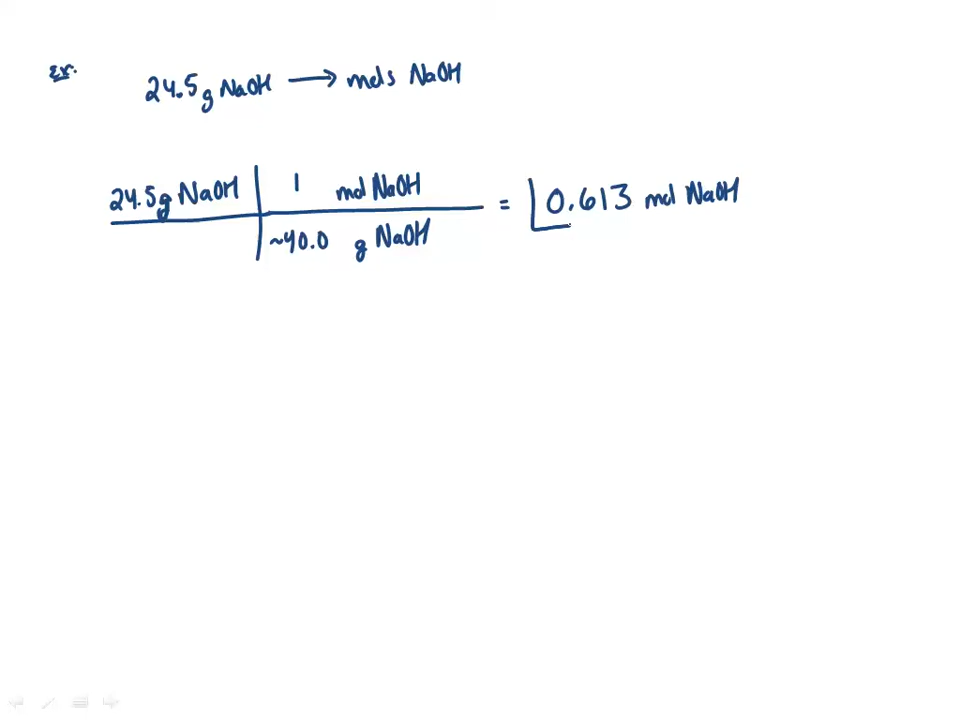 Ex.
24.5g NaOH → mols NaOH
24.5g NaOH | 1 mol NaOH = 0.613 mol NaOH
~40.0 g NaOH